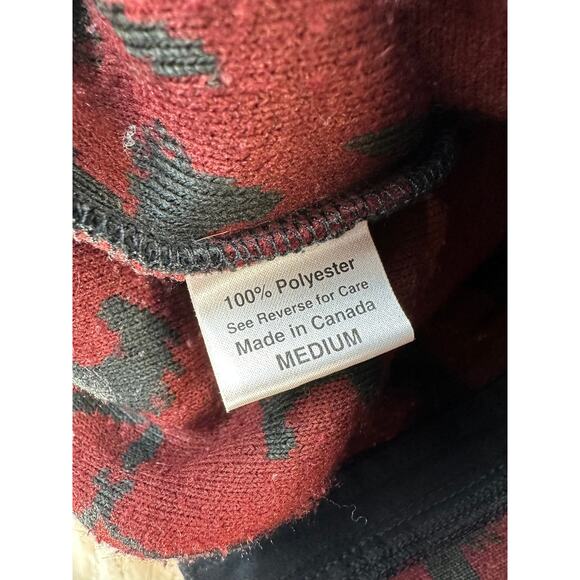 100% Polyester
See Reverse for Care
Made in Canada
MEDIUM